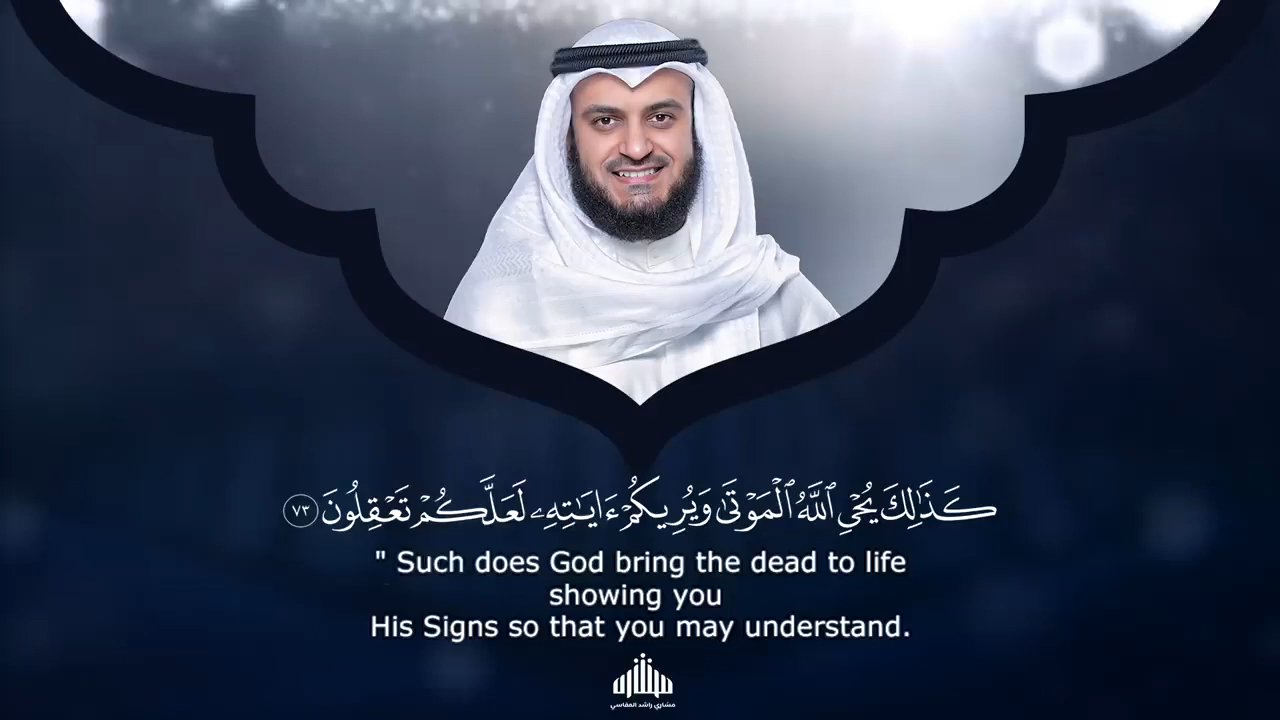 كَذَٰلِكَ يُحْيِ ٱللَّهُ ٱلْمَوْتَىٰ وَيُرِيكُمْ ءَايَـٰتِهِۦ لَعَلَّكُمْ تَعْقِلُونَ ٧٣
" Such does God bring the dead to life
showing you
His Signs so that you may understand.
مشاري راشد العفاسي